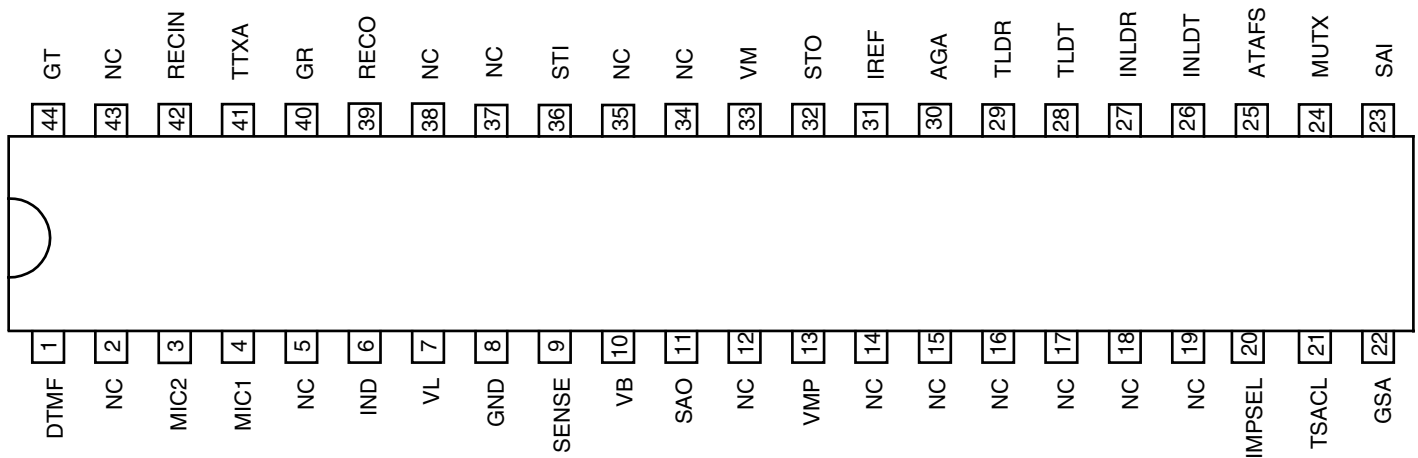 GT NC RECIN TTXA GR RECO NC NC STI NC NC VM STO IREF AGA TLDR TLDT INLDR INLDT ATAFS MUTX SAI
44 43 42 41 40 39 38 37 36 35 34 33 32 31 30 29 28 27 26 25 24 23
1 2 3 4 5 6 7 8 9 10 11 12 13 14 15 16 17 18 19 20 21 22
DTMF NC MIC2 MIC1 NC IND VL GND SENSE VB SAO NC VMP NC NC NC NC NC NC IMPSEL TSACL GSA